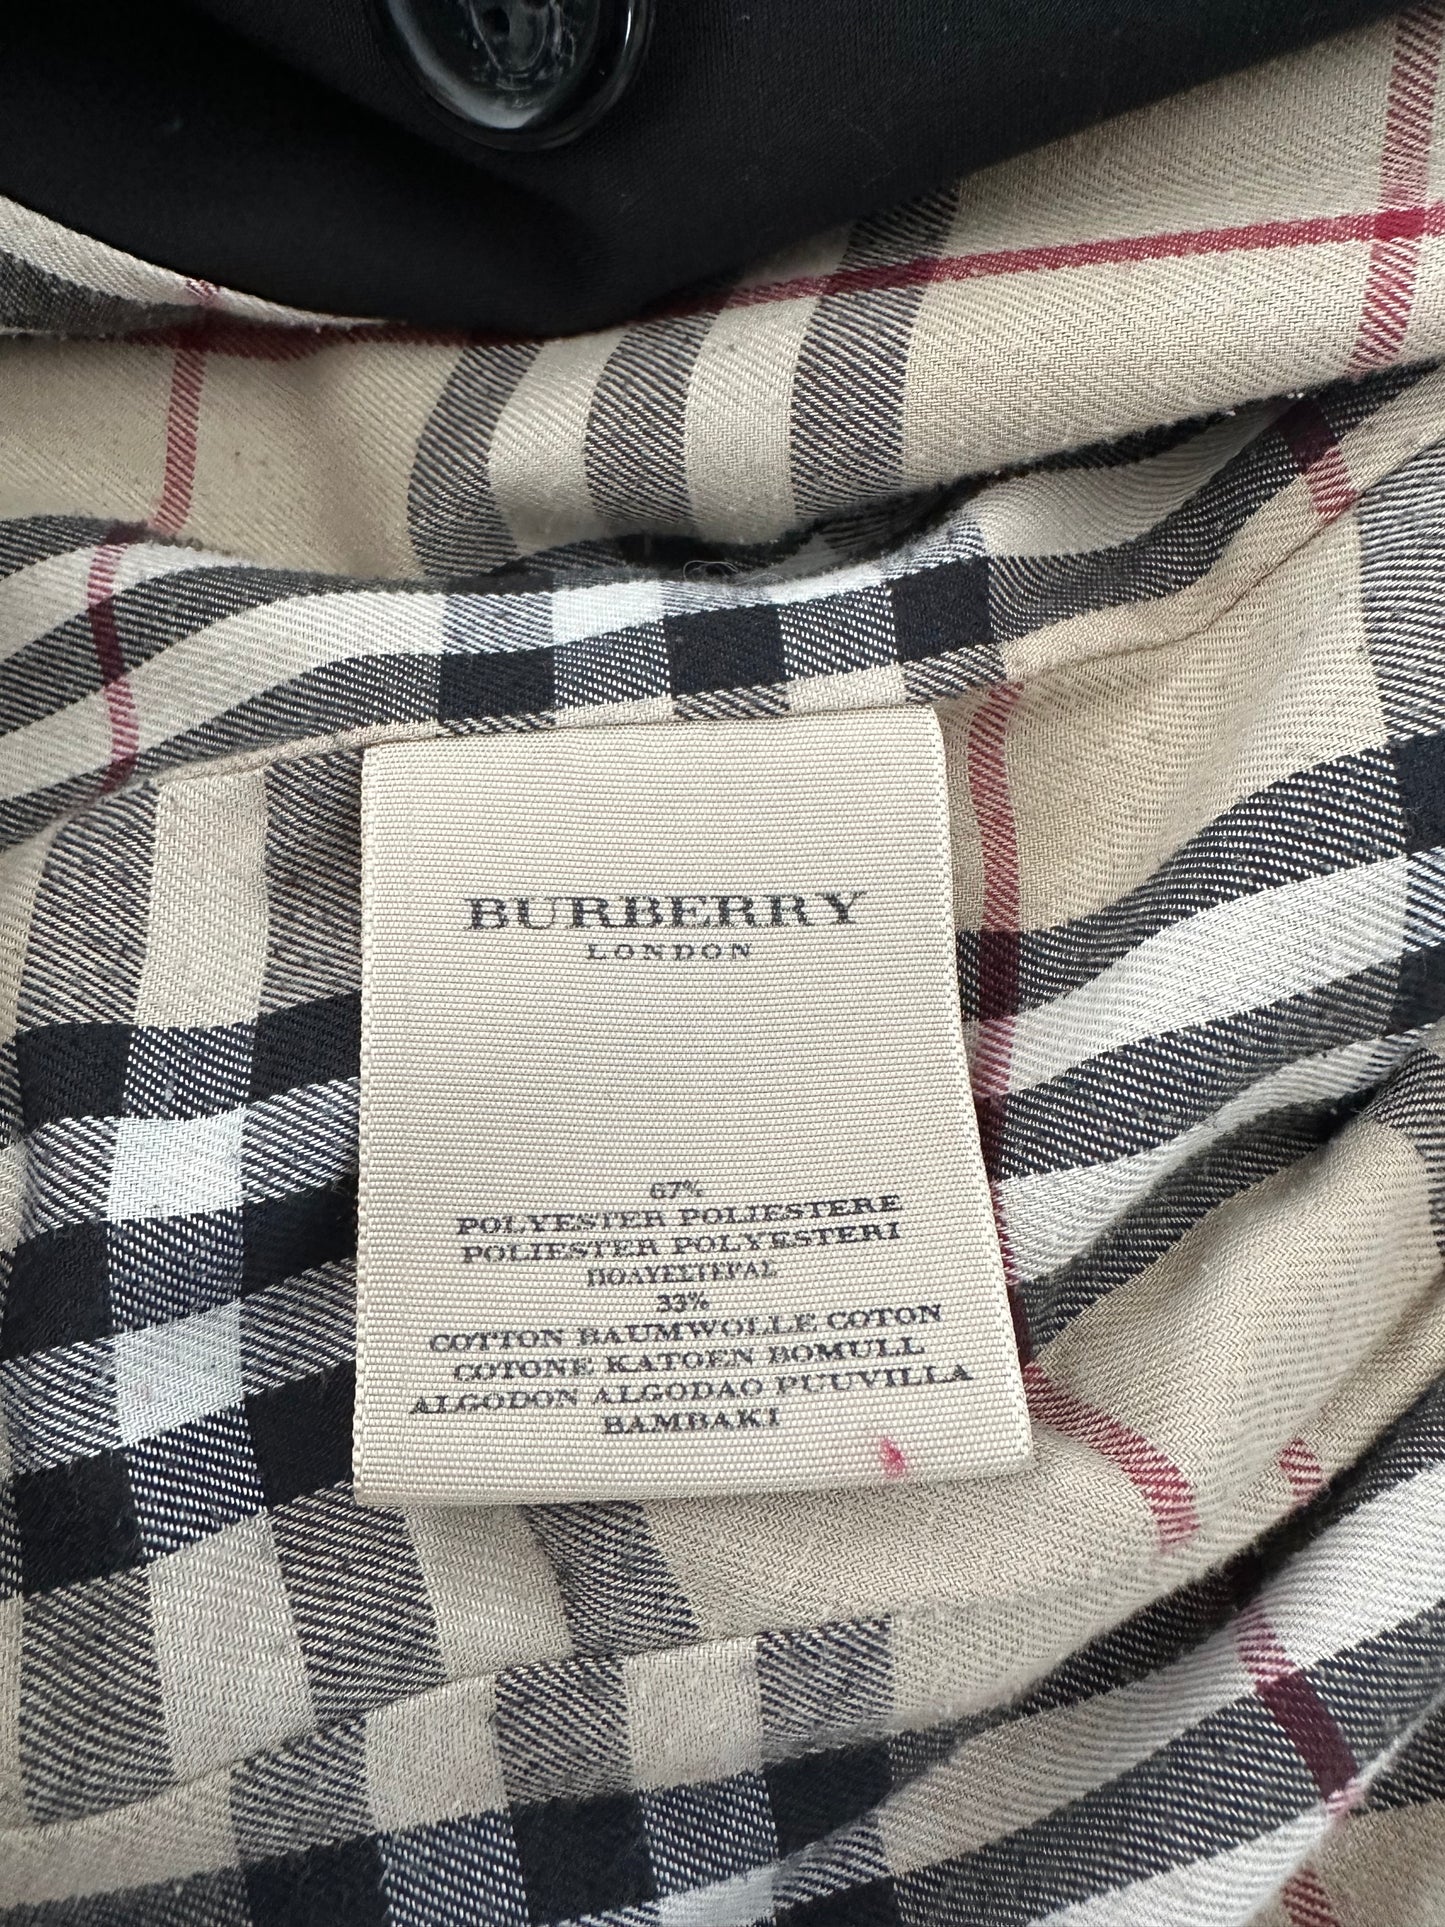 BURBERRY
LONDON
67%
POLYESTER POLIESTERE
POLIESTER POLYESTERI
ΠΟΛΥΕΣΤΕΡΑΣ
33%
COTTON BAUMWOLLE COTON
COTONE KATOEN BOMULL
ALGODON ALGODAO PUUVILLA
BAMBAKI